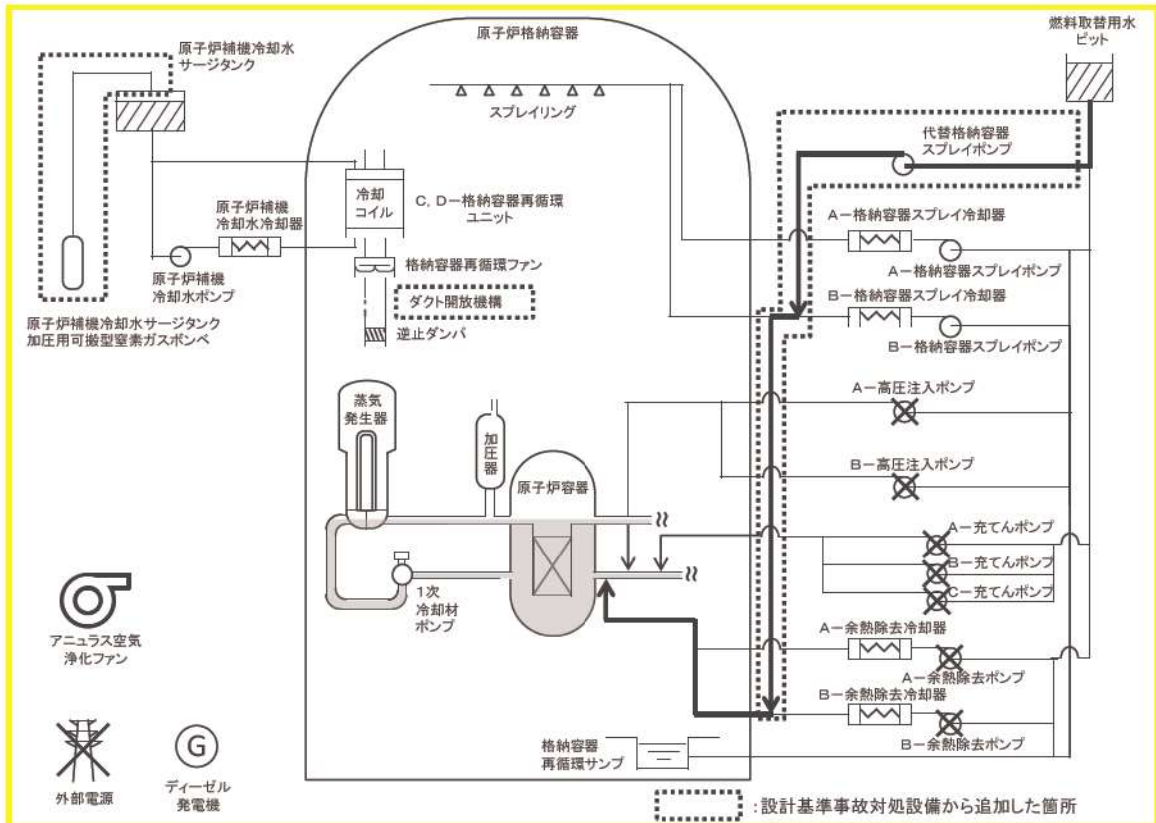 原子炉補機冷却水
サージタンク
原子炉格納容器
燃料取替用水
ピット
スプレイリング
代替格納容器
スプレイポンプ
冷却
コイル
C, D-格納容器再循環
ユニット
原子炉補機
冷却水冷却器
A-格納容器スプレイ冷却器
原子炉補機
冷却水ポンプ
格納容器再循環ファン
A-格納容器スプレイポンプ
ダクト開放機構
B-格納容器スプレイ冷却器
原子炉補機冷却水サージタンク
加圧用可搬型窒素ガスボンベ
逆止ダンパ
B-格納容器スプレイポンプ
A-高圧注入ポンプ
蒸気
発生器
加圧器
B-高圧注入ポンプ
原子炉容器
A-充てんポンプ
B-充てんポンプ
C-充てんポンプ
1次
冷却材
ポンプ
アニュラス空気
浄化ファン
A-余熱除去冷却器
A-余熱除去ポンプ
B-余熱除去冷却器
B-余熱除去ポンプ
格納容器
再循環サンプ
G
外部電源
ディーゼル
発電機
:設計基準事故対処設備から追加した箇所